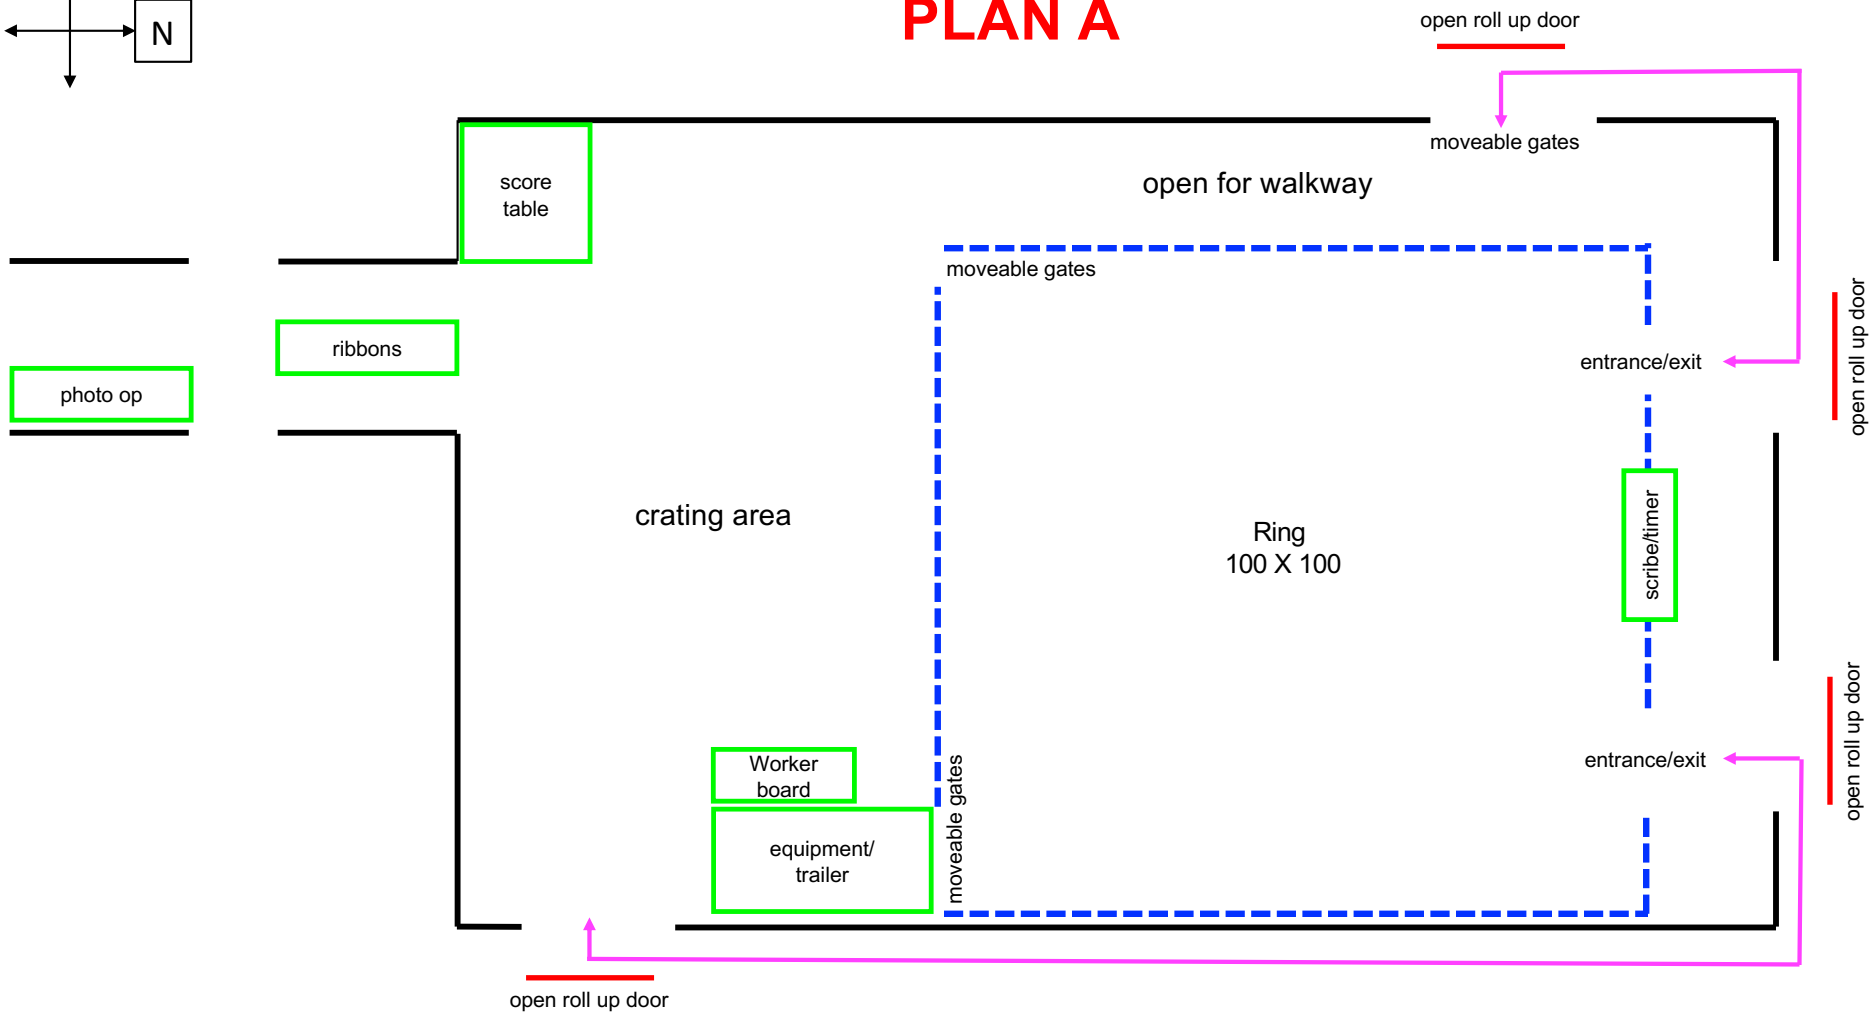 PLAN A
N
open roll up door
moveable gates
score
table
open for walkway
moveable gates
ribbons
photo op
entrance/exit
open roll up door
crating area
Ring
100 X 100
scribe/timer
Worker
board
equipment/
trailer
moveable gates
entrance/exit
open roll up door
open roll up door